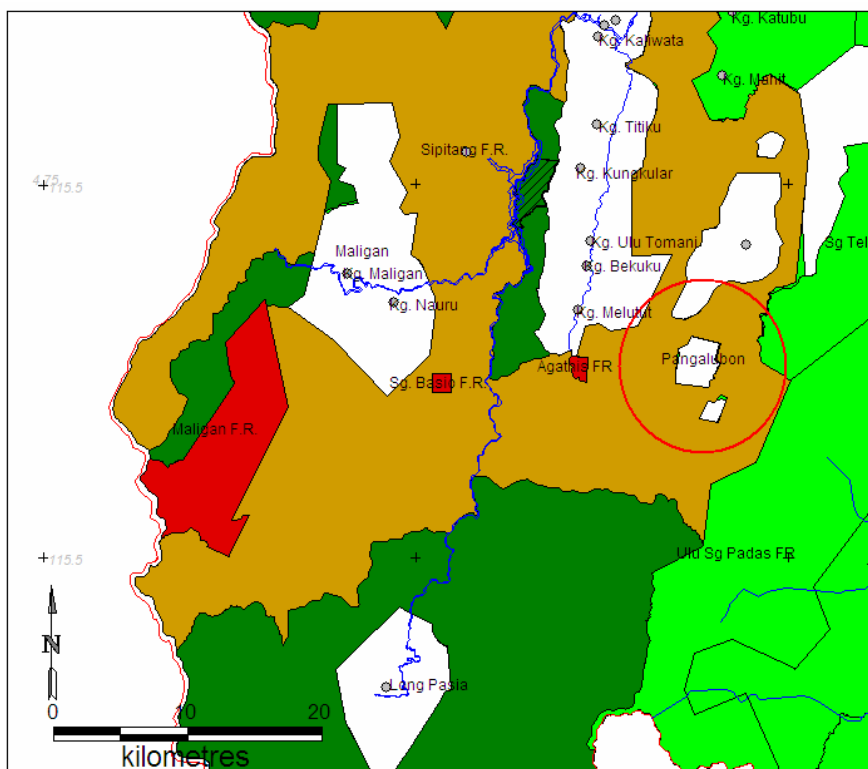 Kg. Katubu
Kg. Kaliwata
Kg. Mahit
Kg. Titiku
Sipitang F.R.
Kg. Kungkular
4.75
115.5
Kg. Ulu Tomani
Sg Tel
Maligan
Kg. Maligan
Kg. Bekuku
Kg. Nauru
Kg. Melutut
Pangalubon
Agathis FR
Sg. Basio F.R.
Maligan F.R.
115.5
Ulu Sg Padas FR
N
Long Pasia
0 10 20
kilometres